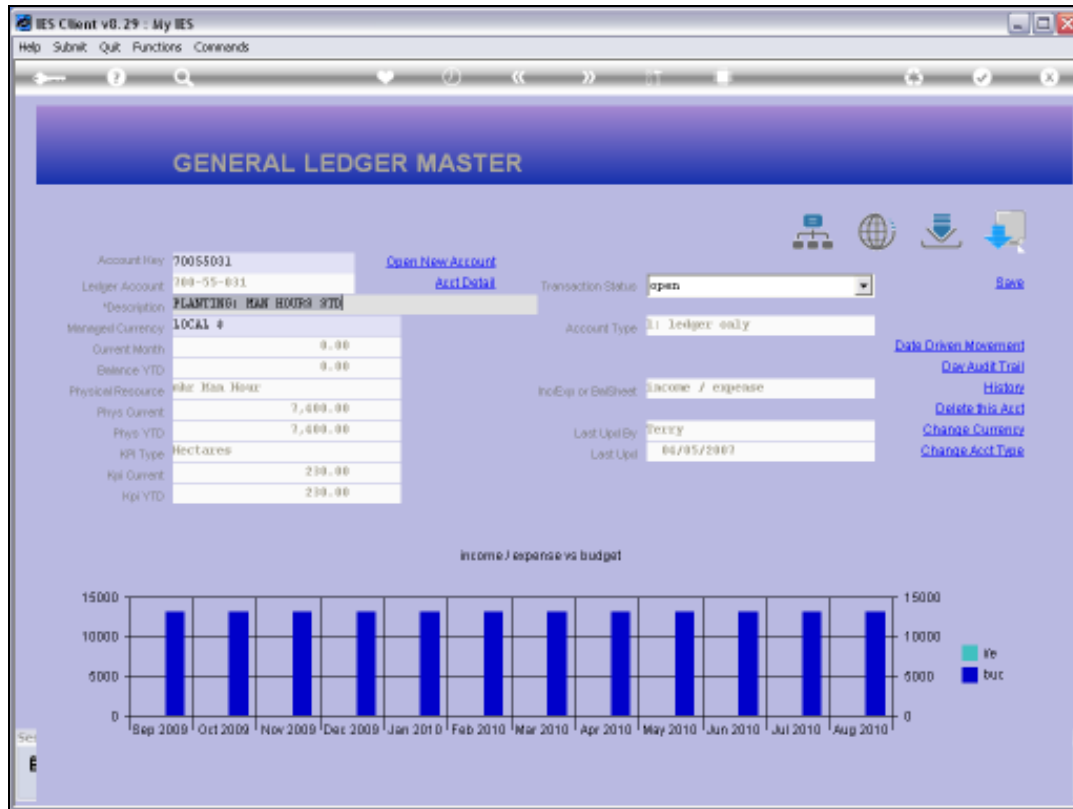 IES Client v8.29 : My IES
Help Submit Quit Functions Commands
GENERAL LEDGER MASTER
Account Key 70055031 Open New Account
Ledger Account 700-55-031 Acct Detail Transaction Status open Save
*Description PLANTING: MAN HOURS STD
Managed Currency LOCAL # Account Type 1: ledger only
Current Month 0.00 Date Driven Movement
Balance YTD 0.00 Day Audit Trail
Physical Resource mhr Man Hour Inc/Exp or BalSheet income / expense History
Phys Current 7,600.00 Delete this Acct
Phys YTD 7,600.00 Last Upd By Terry Change Currency
KPI Type Hectares Last Upd 04/05/2007 Change Acct Type
Kpi Current 230.00
Kpi YTD 230.00
income / expense vs budget
15000 15000
10000 10000
5000 5000
0 0
i/e
buc
Sep 2009 Oct 2009 Nov 2009 Dec 2009 Jan 2010 Feb 2010 Mar 2010 Apr 2010 May 2010 Jun 2010 Jul 2010 Aug 2010